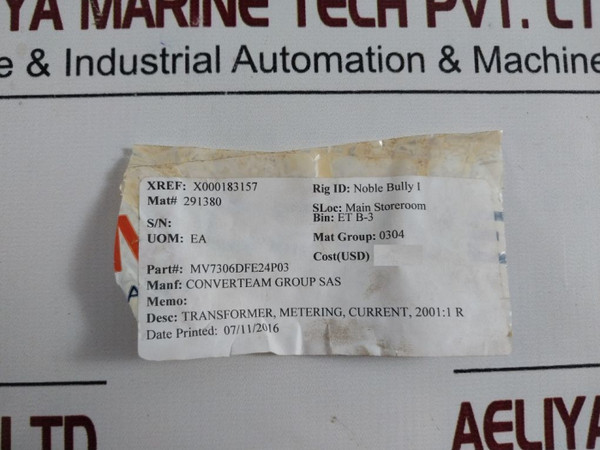 YA MARINE TECH PVT. LT
e & Industrial Automation & Machine
XREF: X000183157
Rig ID: Noble Bully 1
Mat# 291380
SLoc: Main Storeroom
Bin: ET B-3
S/N:
UOM: EA
Mat Group: 0304
Cost(USD)
Part#: MV7306DFE24P03
Manf: CONVERTEAM GROUP SAS
Memo:
Desc: TRANSFORMER, METERING, CURRENT, 2001:1 R
Date Printed: 07/11/2016
LTD
AELIYA